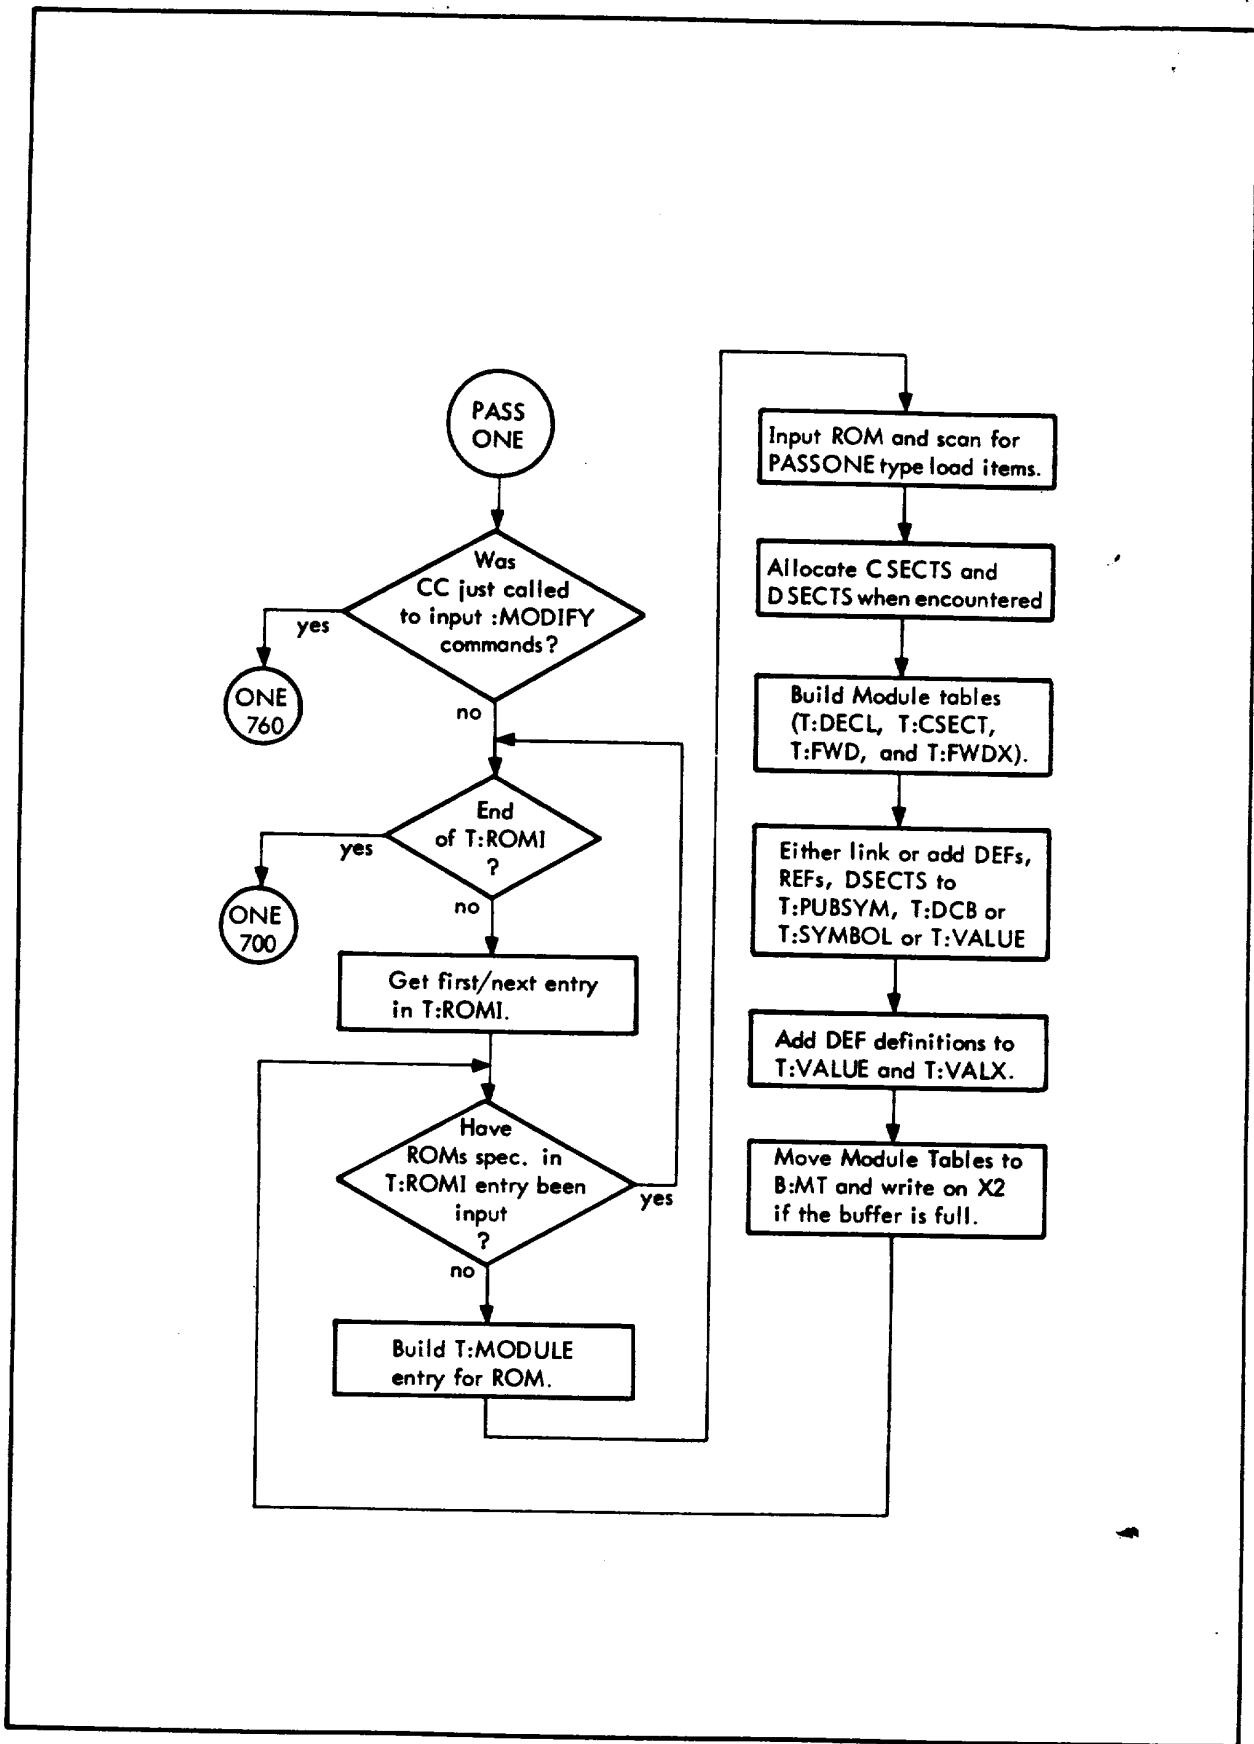 PASS
ONE
Was
CC just called
to input :MODIFY
commands?
yes
ONE
760
no
End
of T:ROMI
?
yes
ONE
700
no
Get first/next entry
in T:ROMI.
Have
ROMs spec. in
T:ROMI entry been
input
?
yes
no
Build T:MODULE
entry for ROM.
Input ROM and scan for
PASSONE type load items.
Allocate CSECTS and
DSECTS when encountered
Build Module tables
(T:DECL, T:CSECT,
T:FWD, and T:FWDX).
Either link or add DEFs,
REFs, DSECTS to
T:PUBSYM, T:DCB or
T:SYMBOL or T:VALUE
Add DEF definitions to
T:VALUE and T:VALX.
Move Module Tables to
B:MT and write on X2
if the buffer is full.